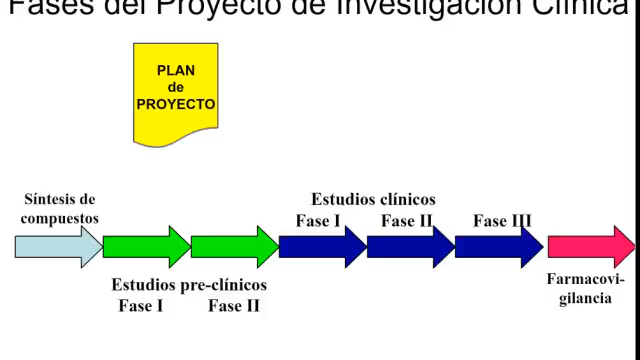 Fases del Proyecto de Investigación Clínica
PLAN
de
PROYECTO
Síntesis de
compuestos
Estudios clínicos
Fase I Fase II Fase III
Estudios pre-clínicos
Fase I Fase II
Farmacovi-
gilancia